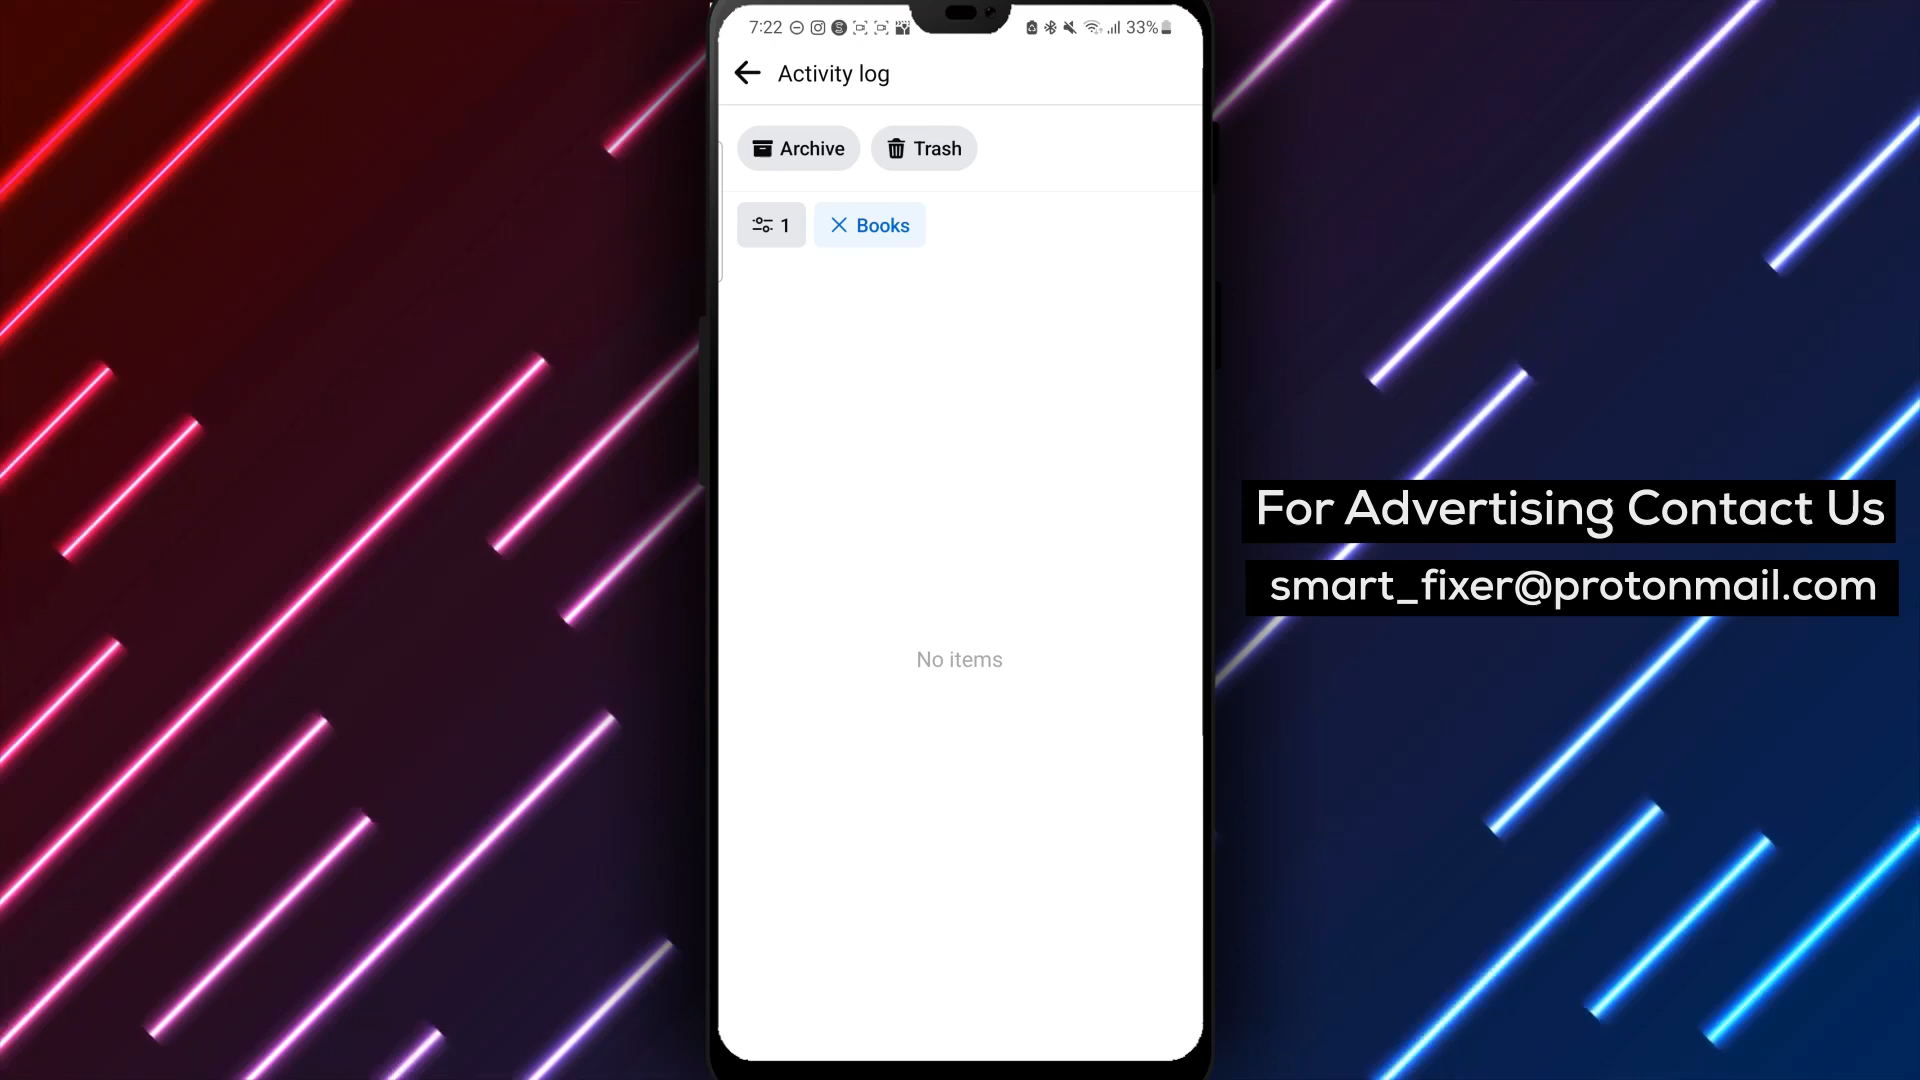 7:22
33%
Activity log
Archive
Trash
1
Books
No items
For Advertising Contact Us
smart_fixer@protonmail.com